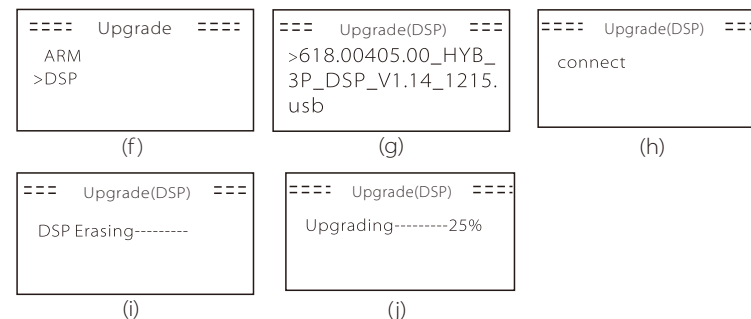 ==== Upgrade ====
ARM
>DSP
(f)
=== Upgrade(DSP) ===
>618.00405.00_HYB_
3P_DSP_V1.14_1215.
usb
(g)
=== Upgrade(DSP) ===
connect
(h)
=== Upgrade(DSP) ===
DSP Erasing---------
(i)
==== Upgrade(DSP) ====
Upgrading---------25%
(j)